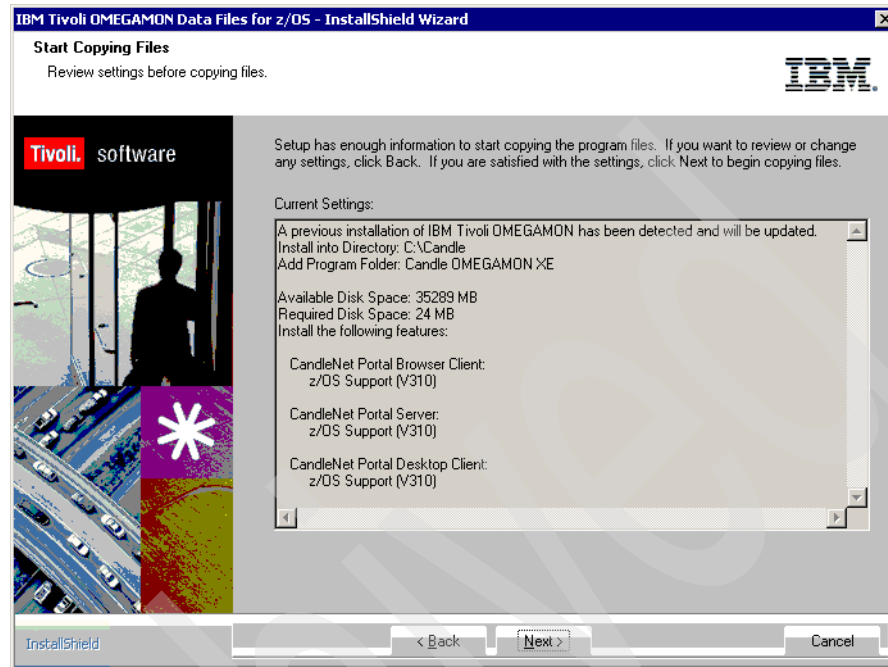 IBM Tivoli OMEGAMON Data Files for z/OS - InstallShield Wizard
Start Copying Files
Review settings before copying files.
IBM.
Tivoli. software
Setup has enough information to start copying the program files. If you want to review or change
any settings, click Back. If you are satisfied with the settings, click Next to begin copying files.
Current Settings:
A previous installation of IBM Tivoli OMEGAMON has been detected and will be updated.
Install into Directory: C:\Candle
Add Program Folder: Candle OMEGAMON XE
Available Disk Space: 35289 MB
Required Disk Space: 24 MB
Install the following features:
CandleNet Portal Browser Client:
z/OS Support (V310)
CandleNet Portal Server:
z/OS Support (V310)
CandleNet Portal Desktop Client:
z/OS Support (V310)
InstallShield
< Back
Next >
Cancel